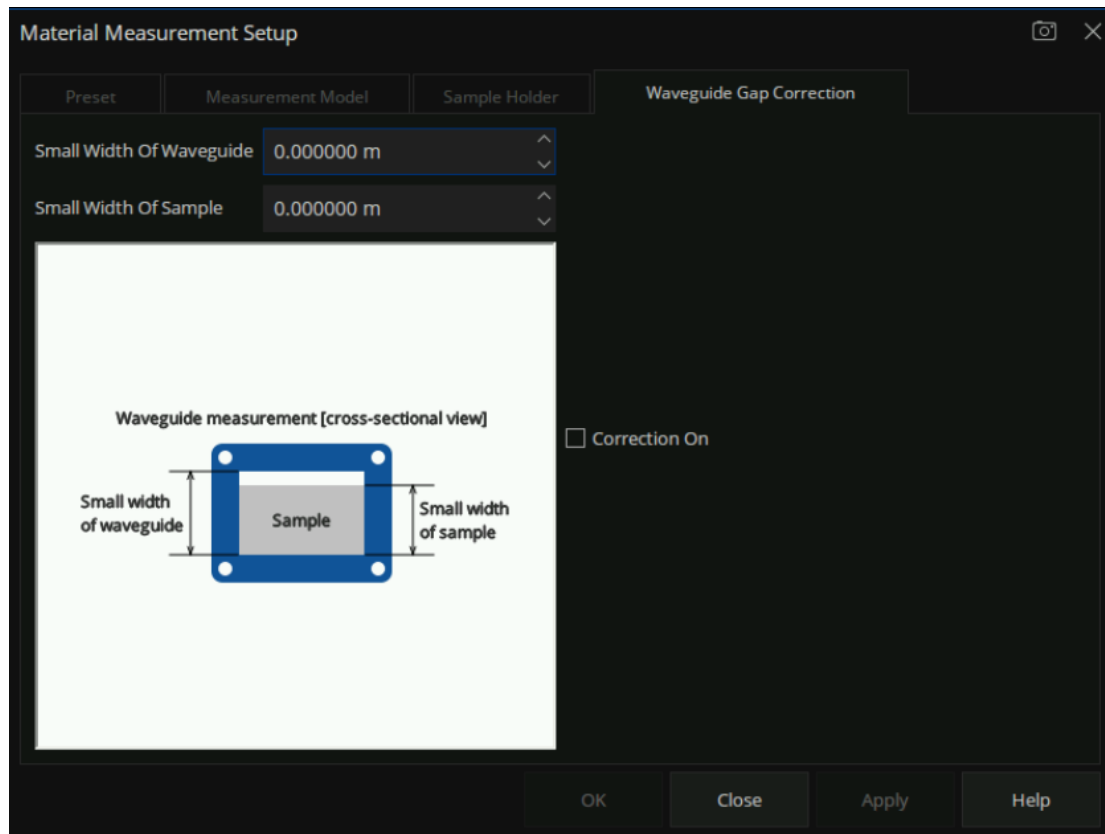 Material Measurement Setup
Preset
Measurement Model
Sample Holder
Waveguide Gap Correction
Small Width Of Waveguide
0.000000 m
Small Width Of Sample
0.000000 m
Waveguide measurement [cross-sectional view]
Small width
of waveguide
Sample
Small width
of sample
Correction On
OK
Close
Apply
Help